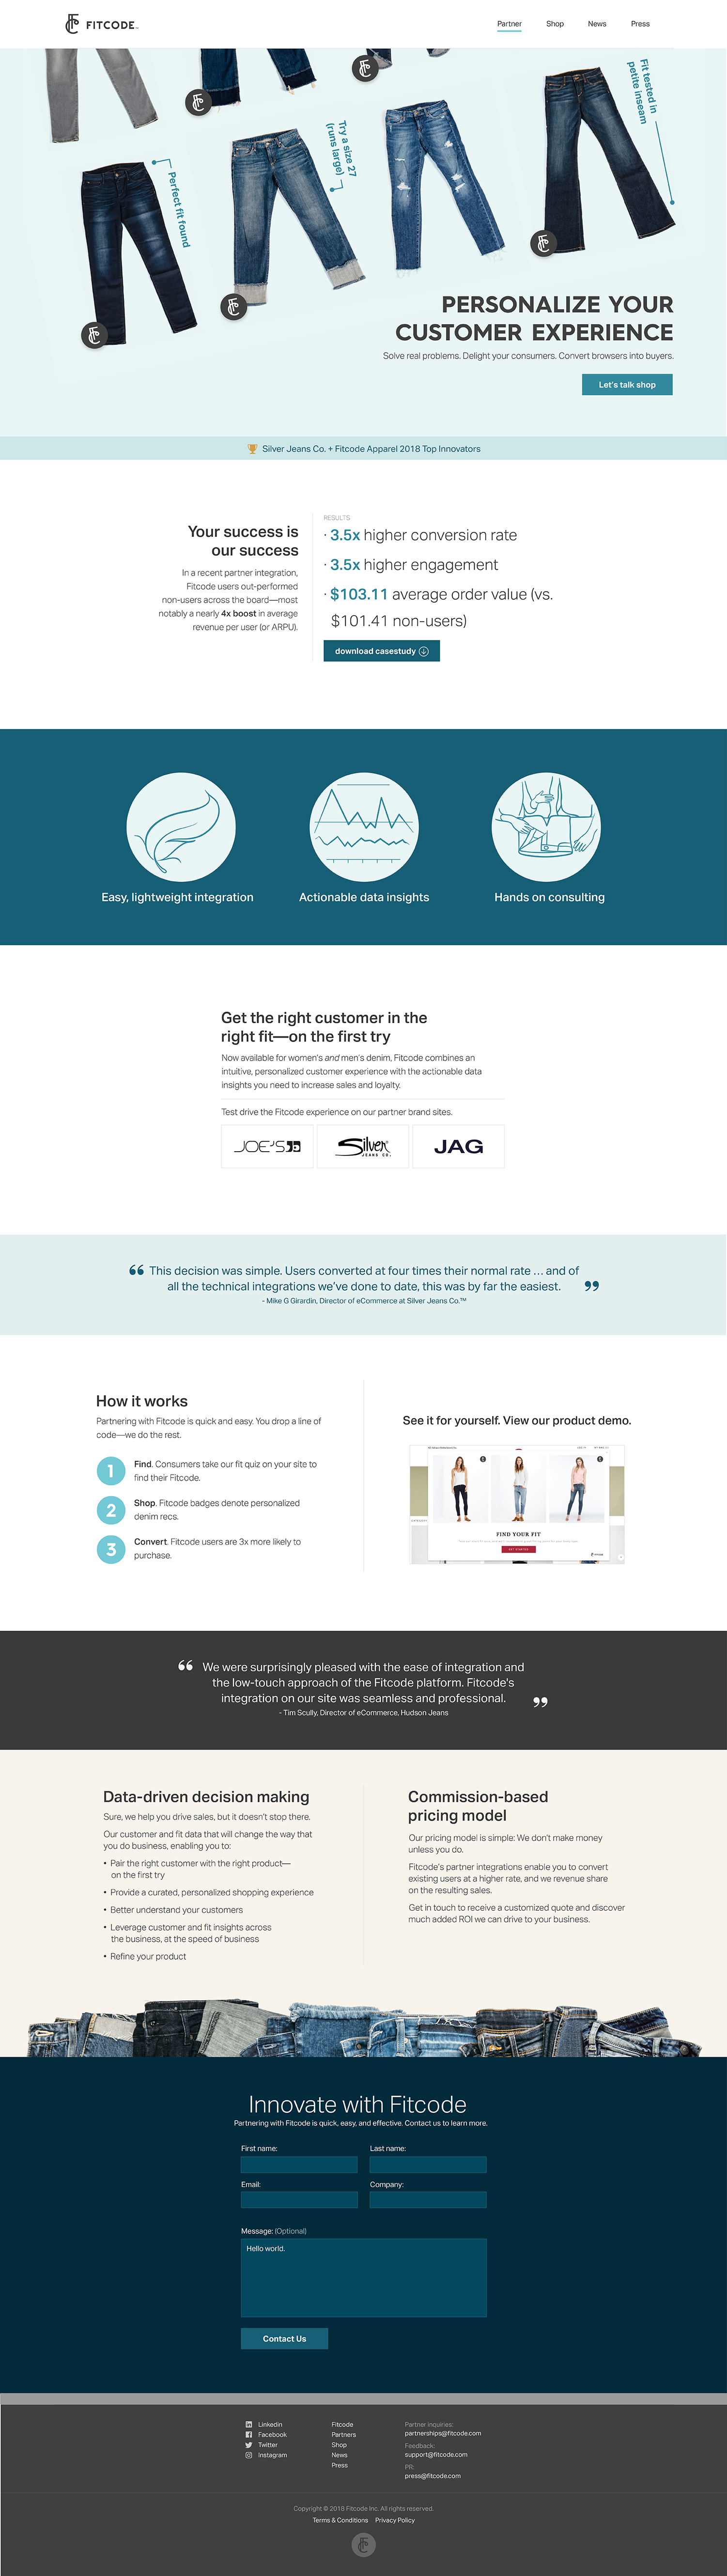 FITCODE
Partner
Shop
News
Press
Perfect fit found
Try a size 27
(runs large)
Fit tested in
petite inseam
PERSONALIZE YOUR
CUSTOMER EXPERIENCE
Solve real problems. Delight your consumers. Convert browsers into buyers.
Let's talk shop
Silver Jeans Co. + Fitcode Apparel 2018 Top Innovators
Your success is
our success
In a recent partner integration,
Fitcode users out-performed
non-users across the board—most
notably a nearly 4x boost in average
revenue per user (or ARPU).
RESULTS
· 3.5x higher conversion rate
· 3.5x higher engagement
· $103.11 average order value (vs.
$101.41 non-users)
download casestudy
Easy, lightweight integration
Actionable data insights
Hands on consulting
Get the right customer in the
right fit—on the first try
Now available for women's and men's denim, Fitcode combines an
intuitive, personalized customer experience with the actionable data
insights you need to increase sales and loyalty.
Test drive the Fitcode experience on our partner brand sites.
JOE'S
Silver
JEANS CO.
JAG
“ This decision was simple. Users converted at four times their normal rate … and of
all the technical integrations we've done to date, this was by far the easiest. ”
- Mike G Girardin, Director of eCommerce at Silver Jeans Co.™
How it works
Partnering with Fitcode is quick and easy. You drop a line of
code—we do the rest.
1
Find. Consumers take our fit quiz on your site to
find their Fitcode.
2
Shop. Fitcode badges denote personalized
denim recs.
3
Convert. Fitcode users are 3x more likely to
purchase.
See it for yourself. View our product demo.
FIND YOUR FIT
GET STARTED
“ We were surprisingly pleased with the ease of integration and
the low-touch approach of the Fitcode platform. Fitcode's
integration on our site was seamless and professional. ”
- Tim Scully, Director of eCommerce, Hudson Jeans
Data-driven decision making
Sure, we help you drive sales, but it doesn't stop there.
Our customer and fit data that will change the way that
you do business, enabling you to:
• Pair the right customer with the right product—
on the first try
• Provide a curated, personalized shopping experience
• Better understand your customers
• Leverage customer and fit insights across
the business, at the speed of business
• Refine your product
Commission-based
pricing model
Our pricing model is simple: We don't make money
unless you do.
Fitcode's partner integrations enable you to convert
existing users at a higher rate, and we revenue share
on the resulting sales.
Get in touch to receive a customized quote and discover
much added ROI we can drive to your business.
Innovate with Fitcode
Partnering with Fitcode is quick, easy, and effective. Contact us to learn more.
First name:
Last name:
Email:
Company:
Message: (Optional)
Hello world.
Contact Us
Linkedin
Facebook
Twitter
Instagram
Fitcode
Partners
Shop
News
Press
Partner inquiries:
partnerships@fitcode.com
Feedback:
support@fitcode.com
PR:
press@fitcode.com
Copyright © 2018 Fitcode Inc. All rights reserved.
Terms & Conditions
Privacy Policy